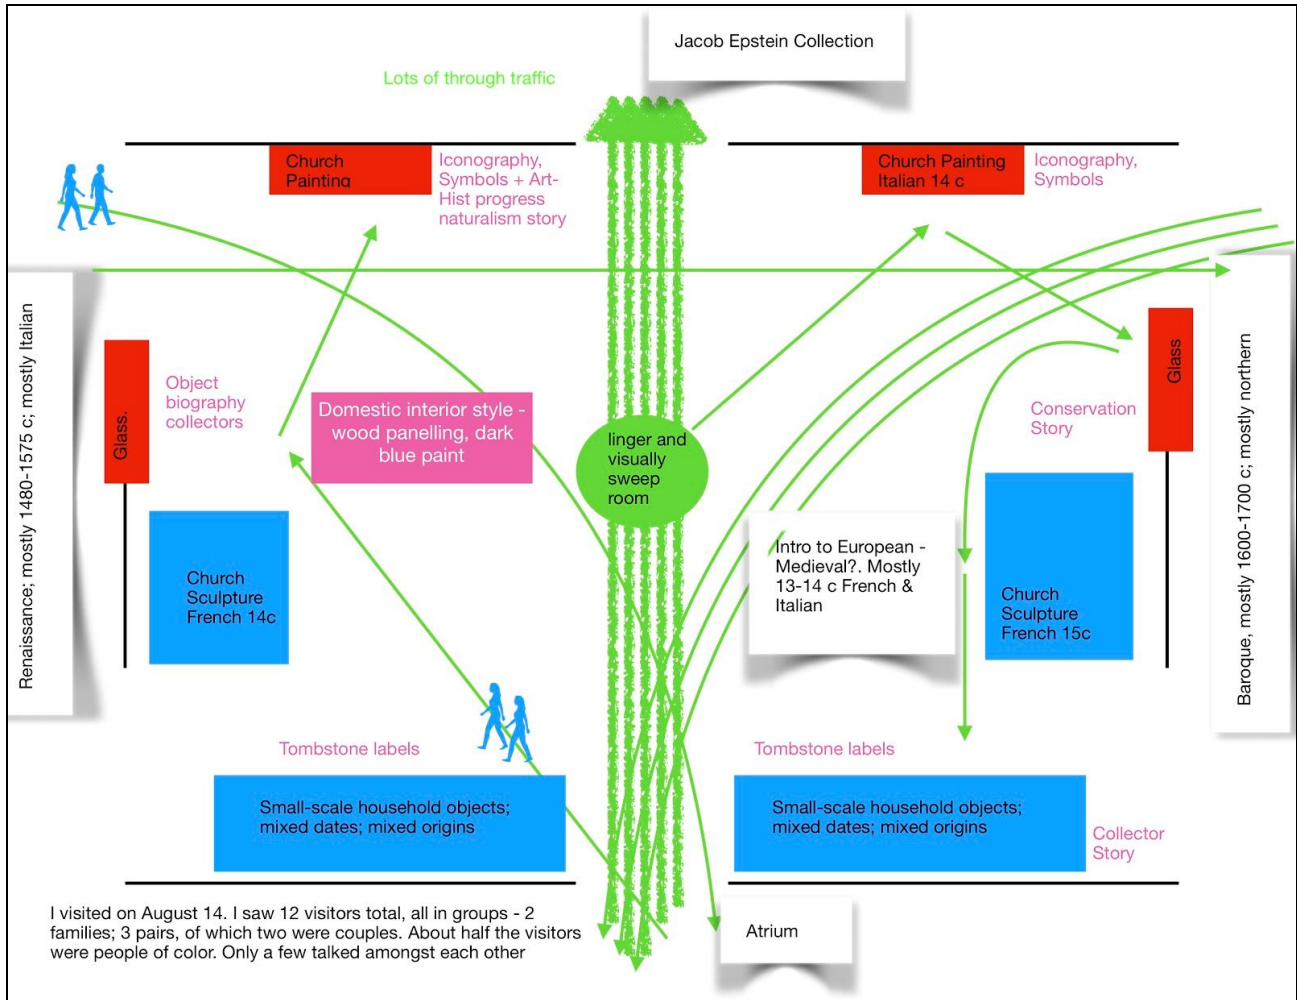 Jacob Epstein Collection
Lots of through traffic
Church
Painting
Iconography,
Symbols + Art-
Hist progress
naturalism story
Church Painting
Italian 14 c
Iconography,
Symbols
Renaissance; mostly 1480-1575 c; mostly Italian
Glass.
Object
biography
collectors
Domestic interior style -
wood panelling, dark
blue paint
linger and
visually
sweep
room
Glass
Conservation
Story
Baroque, mostly 1600-1700 c; mostly northern
Church
Sculpture
French 14c
Intro to European -
Medieval?. Mostly
13-14 c French &
Italian
Church
Sculpture
French 15c
Tombstone labels
Small-scale household objects;
mixed dates; mixed origins
Tombstone labels
Small-scale household objects;
mixed dates; mixed origins
Collector
Story
I visited on August 14. I saw 12 visitors total, all in groups - 2
families; 3 pairs, of which two were couples. About half the visitors
were people of color. Only a few talked amongst each other
Atrium